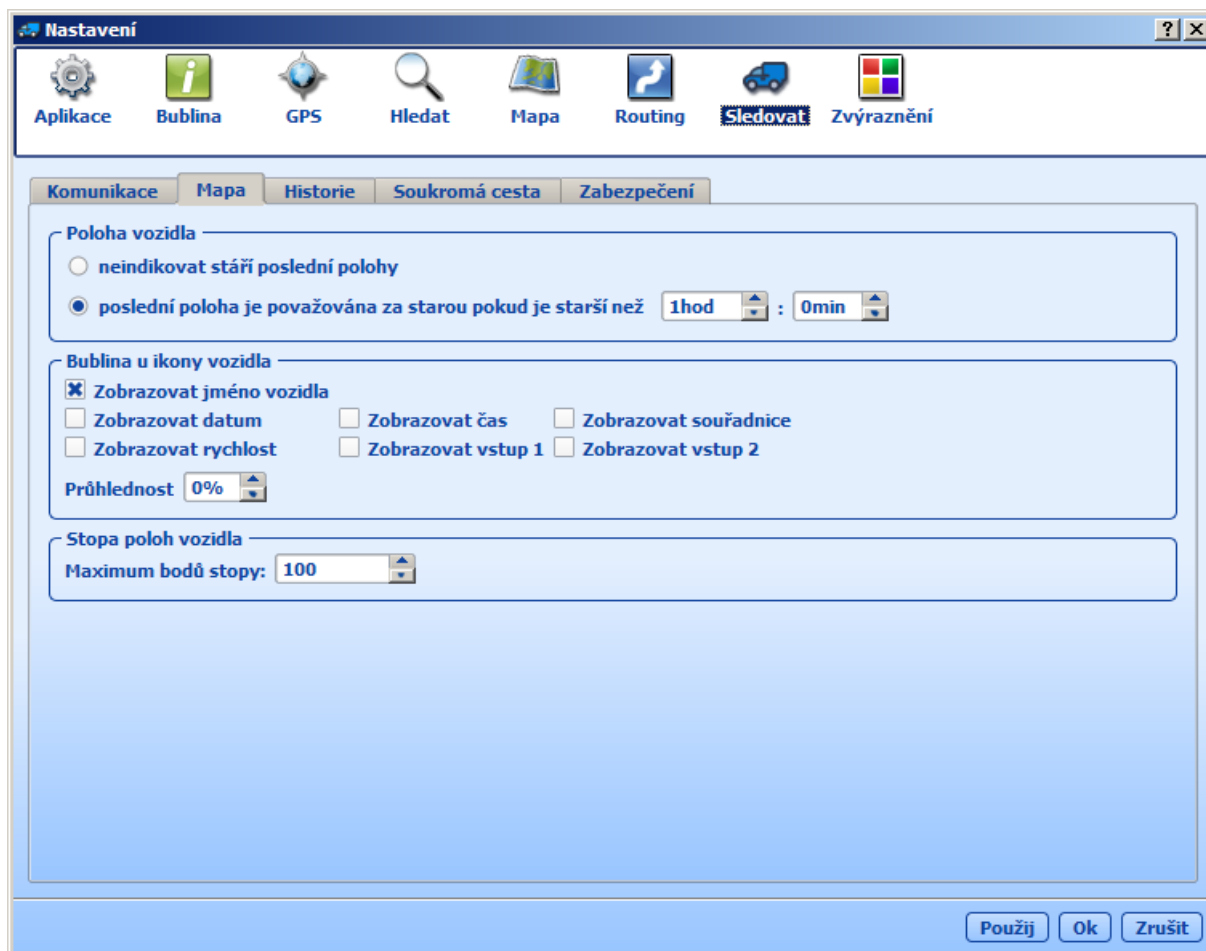 Nastavení
Aplikace Bublina GPS Hledat Mapa Routing Sledovat Zvýraznění
Komunikace Mapa Historie Soukromá cesta Zabezpečení
Poloha vozidla
neindikovat stáří poslední polohy
poslední poloha je považována za starou pokud je starší než 1hod : 0min
Bublina u ikony vozidla
Zobrazovat jméno vozidla
Zobrazovat datum Zobrazovat čas Zobrazovat souřadnice
Zobrazovat rychlost Zobrazovat vstup 1 Zobrazovat vstup 2
Průhlednost 0%
Stopa poloh vozidla
Maximum bodů stopy: 100
Použij Ok Zrušit